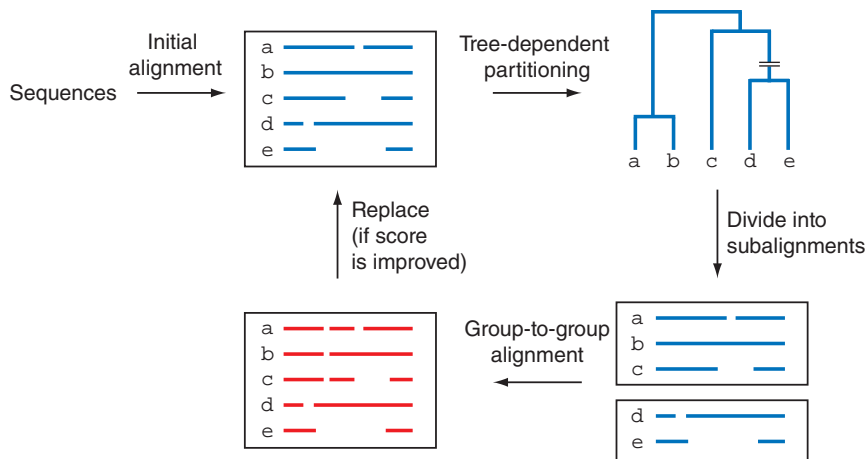 Sequences
Initial
alignment
a
b
c
d
e
Tree-dependent
partitioning
a b c d e
Divide into
subalignments
a
b
c
d
e
Group-to-group
alignment
a
b
c
d
e
Replace
(if score
is improved)